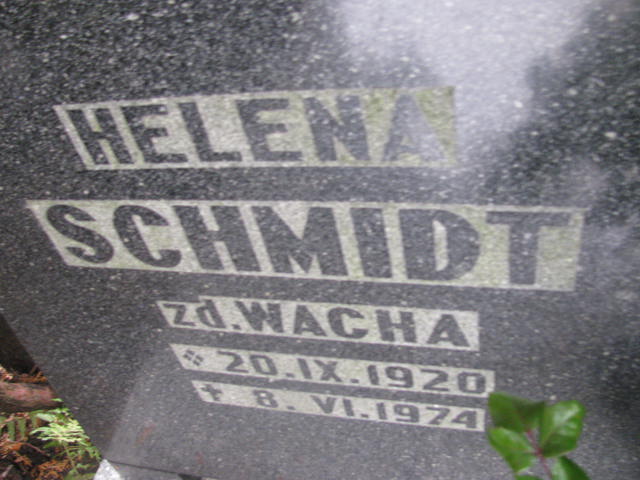 HELENA
SCHMIDT
zd. WACHA
* 20. IX. 1920
† 8. VI. 1974